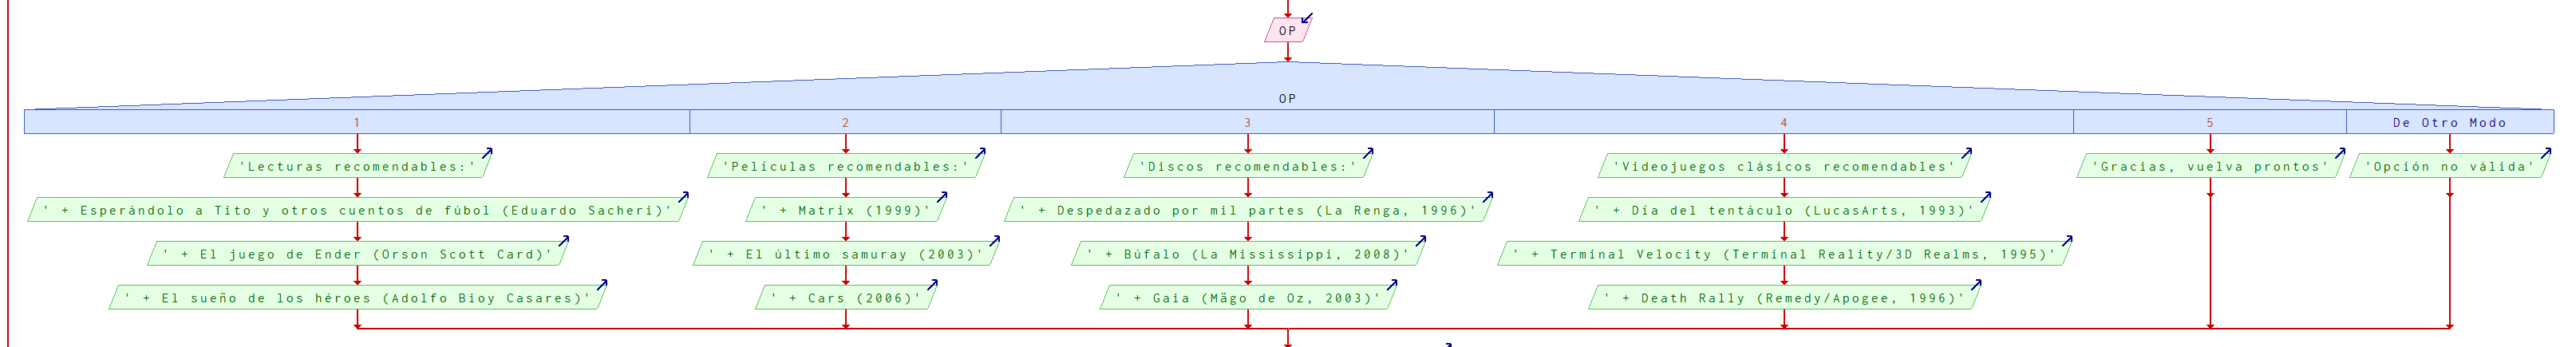 OP
OP
1
2
3
4
5
De Otro Modo
'Lecturas recomendables:'
'Películas recomendables:'
'Discos recomendables:'
'Videojuegos clásicos recomendables'
'Gracias, vuelva prontos'
'Opción no válida'
' + Esperándolo a Tito y otros cuentos de fúbol (Eduardo Sacheri)'
' + Matrix (1999)'
' + Despedazado por mil partes (La Renga, 1996)'
' + Día del tentáculo (LucasArts, 1993)'
' + El juego de Ender (Orson Scott Card)'
' + El último samuray (2003)'
' + Búfalo (La Mississippi, 2008)'
' + Terminal Velocity (Terminal Reality/3D Realms, 1995)'
' + El sueño de los héroes (Adolfo Bioy Casares)'
' + Cars (2006)'
' + Gaia (Mägo de Oz, 2003)'
' + Death Rally (Remedy/Apogee, 1996)'